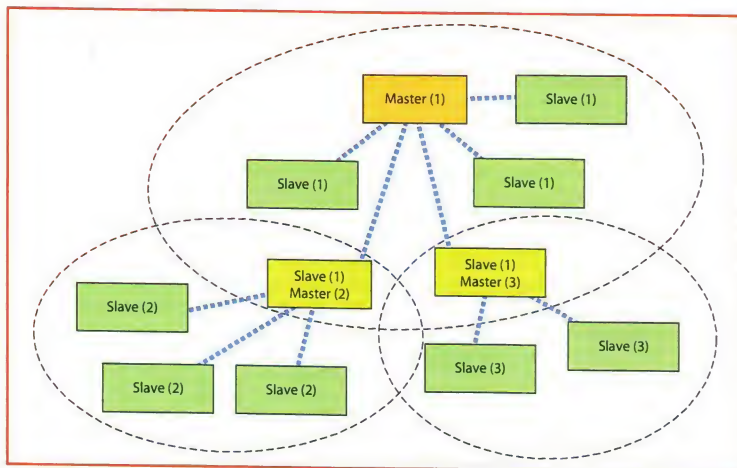 Master (1)
Slave (1)
Slave (1)
Slave (1)
Slave (1)
Master (2)
Slave (1)
Master (3)
Slave (2)
Slave (3)
Slave (3)
Slave (2)
Slave (2)